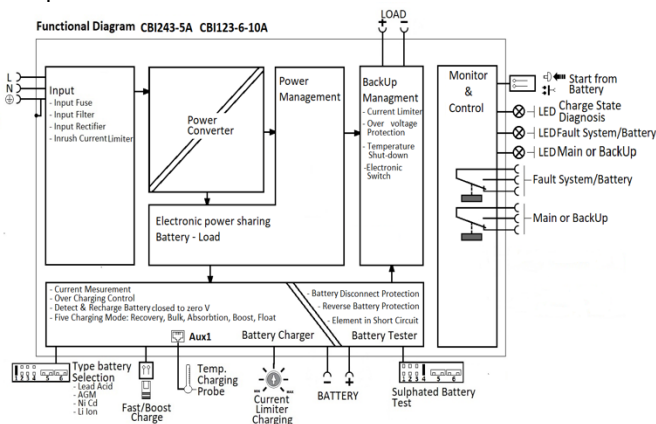 Functional Diagram CBI243-5A CBI123-6-10A
LOAD
+ -
L
N
Input
- Input Fuse
- Input Filter
- Input Rectifier
- Inrush Current Limiter
Power
Converter
Power
Management
BackUp
Managment
- Current Limiter
- Over voltage
Protection
- Temperature
Shut-down
-Electronic
Switch
Monitor
&
Control
Start from
Battery
LED Charge State
Diagnosis
LED Fault System/Battery
LED Main or BackUp
Fault System/Battery
Main or BackUp
Electronic power sharing
Battery - Load
- Current Mesurement
- Over Charging Control
- Detect & Recharge Battery closed to zero V
- Five Charging Mode: Recovery, Bulk, Absorbtion, Boost, Float
Aux1
Battery Charger
- Battery Disconnect Protection
- Reverse Battery Protection
- Element in Short Circuit
Battery Tester
1 2 3 4 5 6
Type battery
Selection
- Lead Acid
- AGM
- Ni Cd
- Li Ion
Fast/Boost
Charge
Temp.
Charging
Probe
Current
Limiter
Charging
- +
BATTERY
1 2 3 4 5 6
Sulphated Battery
Test